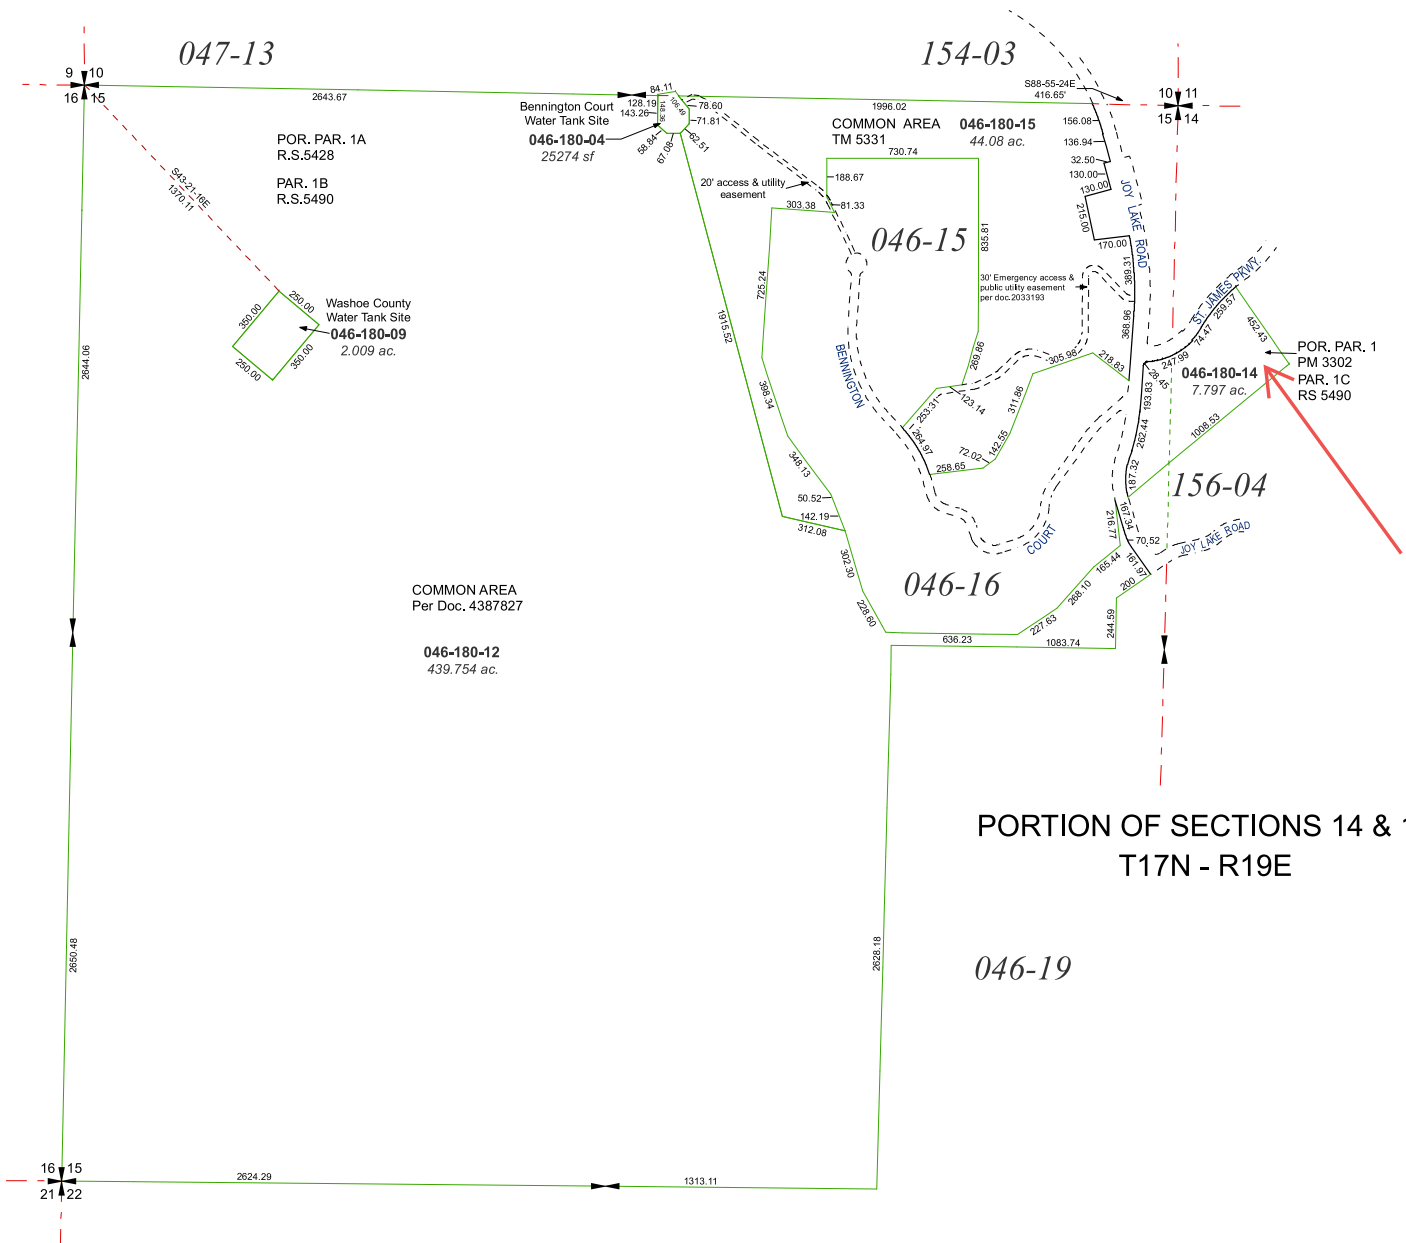 047-13
154-03
9 10
16 15
2643.67
84.11
128.19
143.26
148.36
106.49
78.60
71.81
62.51
67.08
58.84
Bennington Court
Water Tank Site
046-180-04
25274 sf
1996.02
S88-55-24E
416.65'
10 11
15 14
COMMON AREA
TM 5331
046-180-15
44.08 ac.
156.08
136.94
32.50
130.00
130.00
215.00
170.00
389.31
368.96
JOY LAKE ROAD
POR. PAR. 1A
R.S.5428
PAR. 1B
R.S.5490
S43-21-16E
1370.11
730.74
188.67
20' access & utility
easement
81.33
303.38
046-15
835.81
30' Emergency access &
public utility easement
per doc.2033193
ST. JAMES PKWY.
259.57
74.47
247.99
28.45
452.43
POR. PAR. 1
PM 3302
PAR. 1C
RS 5490
046-180-14
7.797 ac.
1008.53
250.00
350.00
350.00
250.00
Washoe County
Water Tank Site
046-180-09
2.009 ac.
2644.06
1915.52
725.24
BENNINGTON
269.86
305.98
218.83
193.83
262.44
187.32
398.34
253.31
123.14
311.86
264.97
142.55
72.02
258.65
348.13
50.52
142.19
312.08
156-04
216.77
167.34
70.52
161.97
JOY LAKE ROAD
COURT
165.44
200
268.10
302.30
228.60
046-16
227.63
244.59
636.23
1083.74
COMMON AREA
Per Doc. 4387827
046-180-12
439.754 ac.
PORTION OF SECTIONS 14 &
T17N - R19E
2650.48
2628.18
046-19
16 15
21 22
2624.29
1313.11